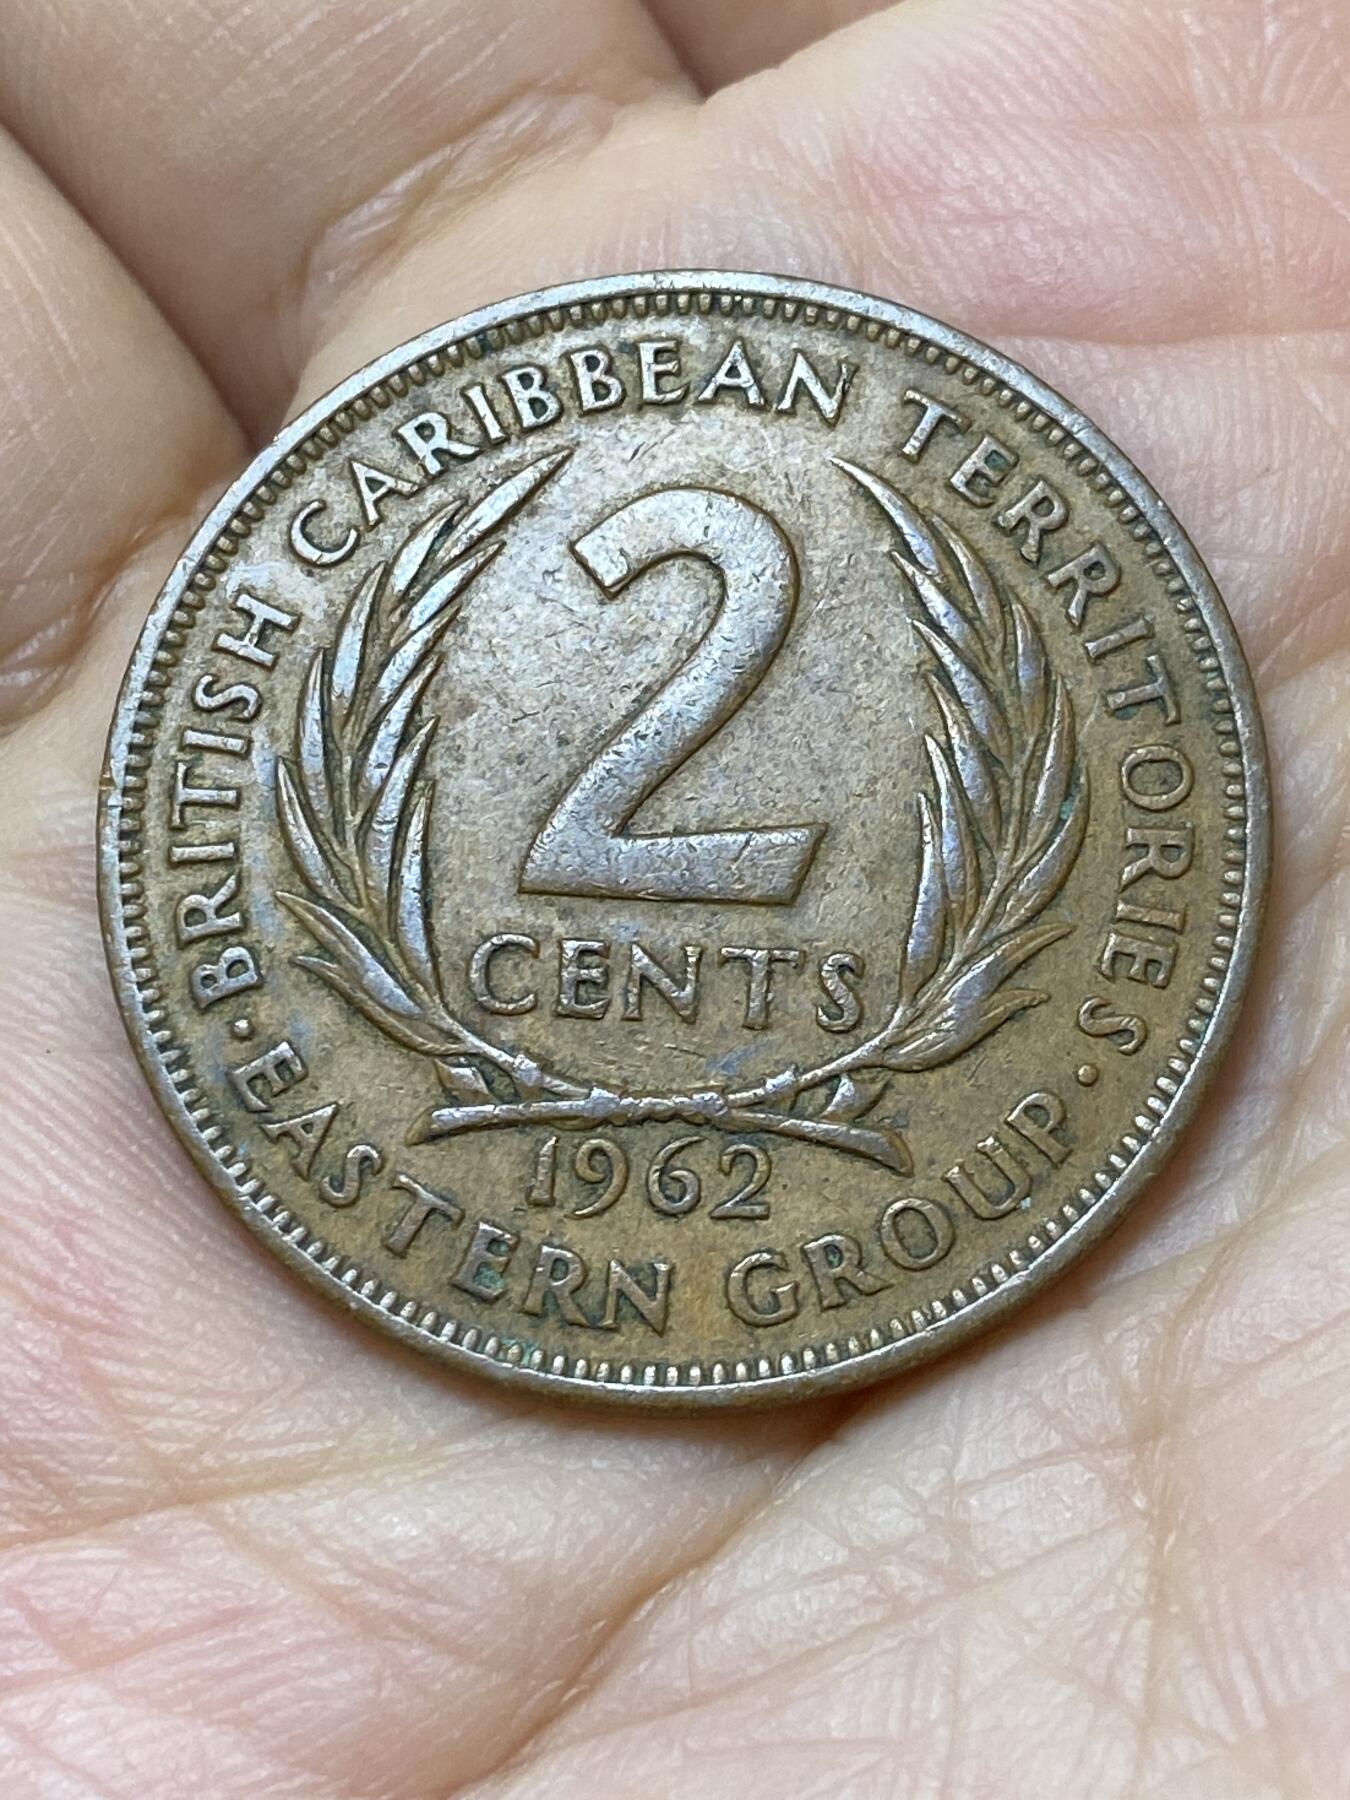 BRITISH CARIBBEAN TERRITORIES
2
CENTS
1962
· EASTERN GROUP ·